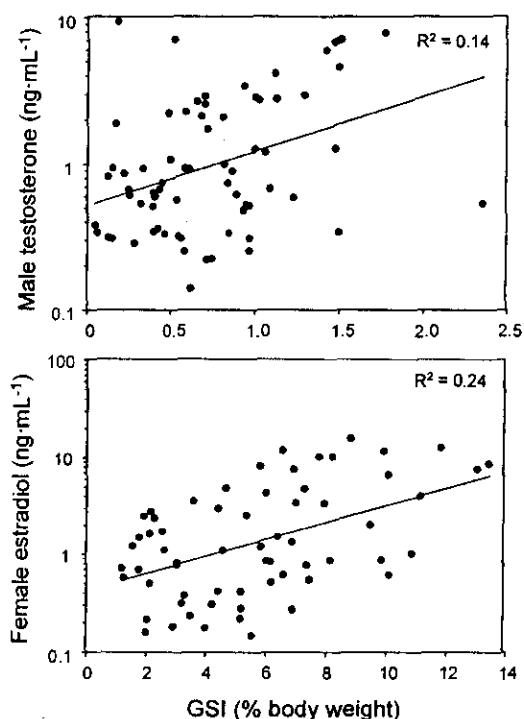 10
R² = 0.14
Male testosterone (ng·mL⁻¹)
1
0.1
0 0.5 1.0 1.5 2.0 2.5
100
R² = 0.24
Female estradiol (ng·mL⁻¹)
10
1
0.1
0 2 4 6 8 10 12 14
GSI (% body weight)